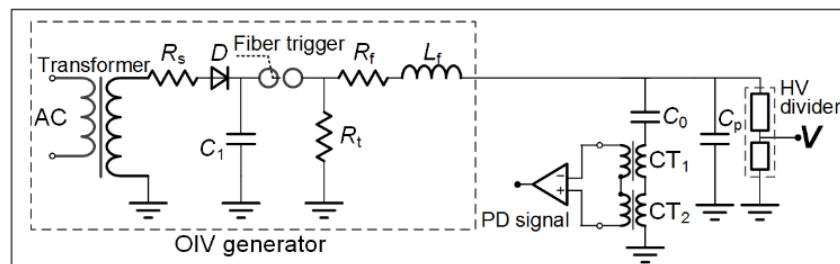 Fiber trigger
Transformer
Rs
D
Rf
Lf
HV
divider
AC
C1
Rt
C0
Cp
V
CT1
−
+
PD signal
CT2
OIV generator